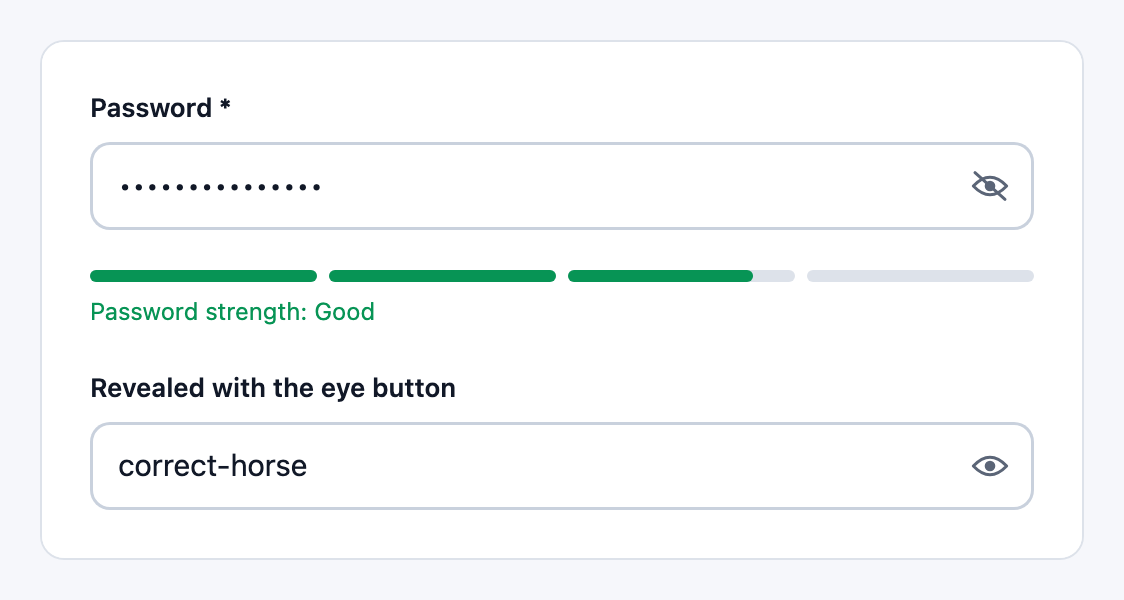 Password *
•••••••••••••••
Password strength: Good
Revealed with the eye button
correct-horse